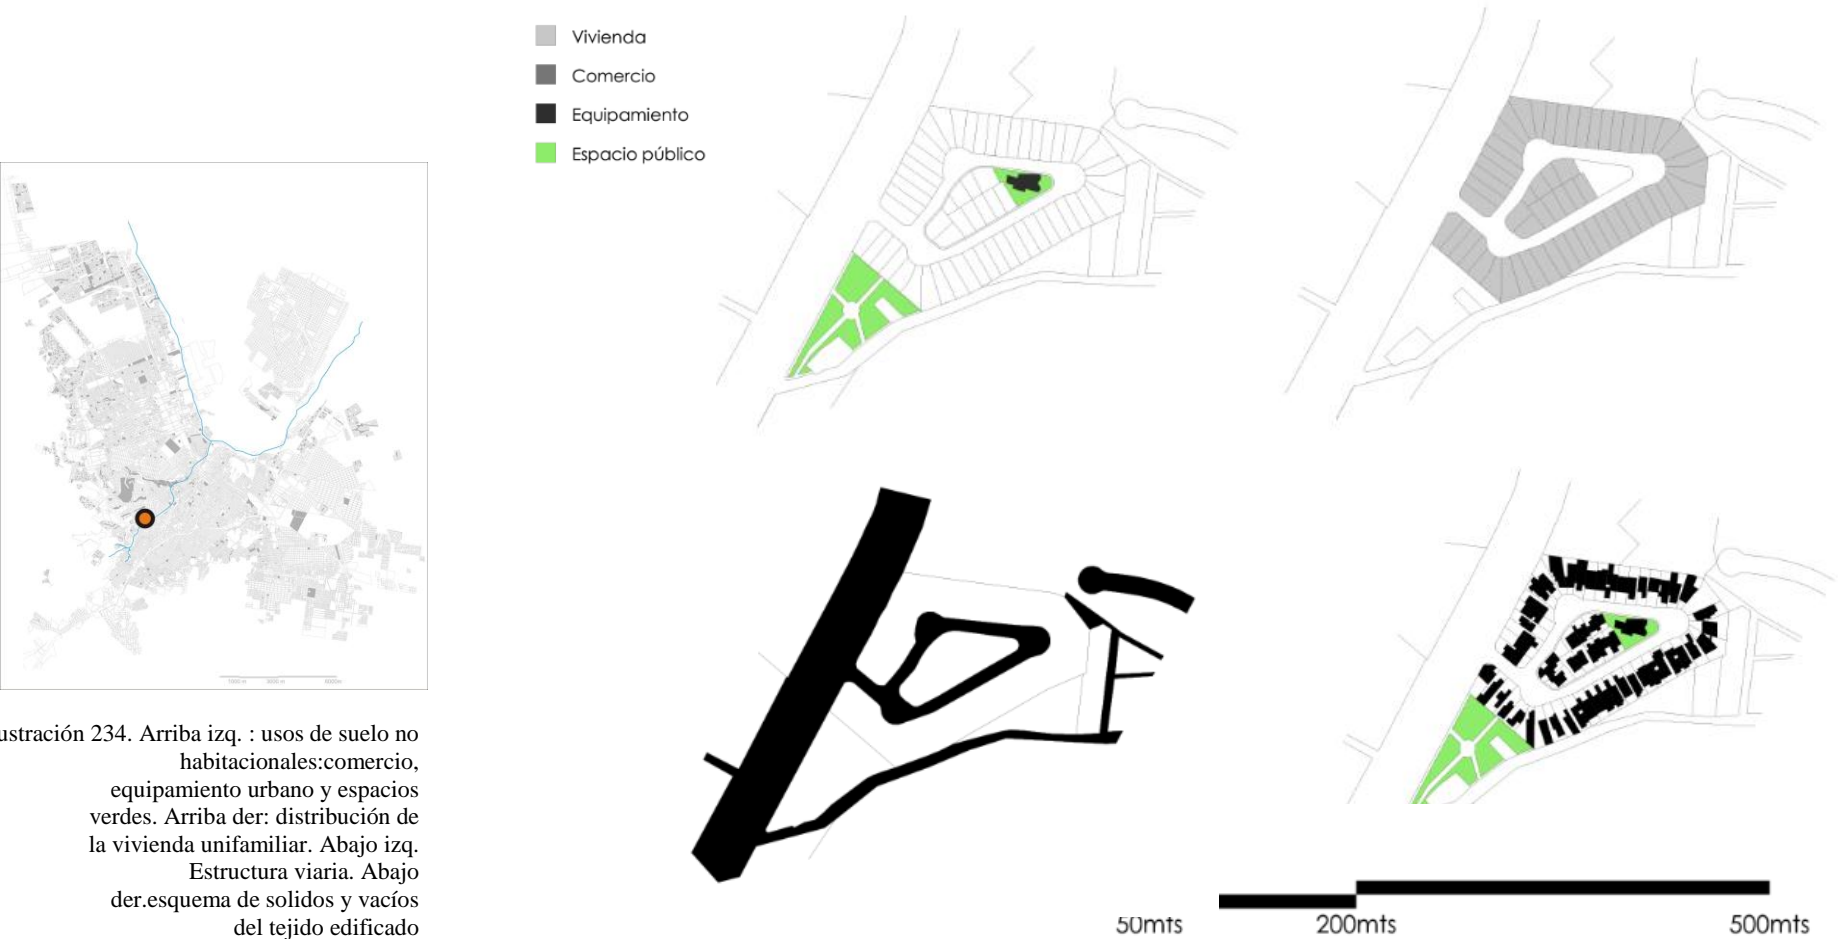 Vivienda
Comercio
Equipamiento
Espacio público
ustración 234. Arriba izq. : usos de suelo no
habitacionales:comercio,
equipamiento urbano y espacios
verdes. Arriba der: distribución de
la vivienda unifamiliar. Abajo izq.
Estructura viaria. Abajo
der.esquema de solidos y vacíos
del tejido edificado
50mts
200mts
500mts